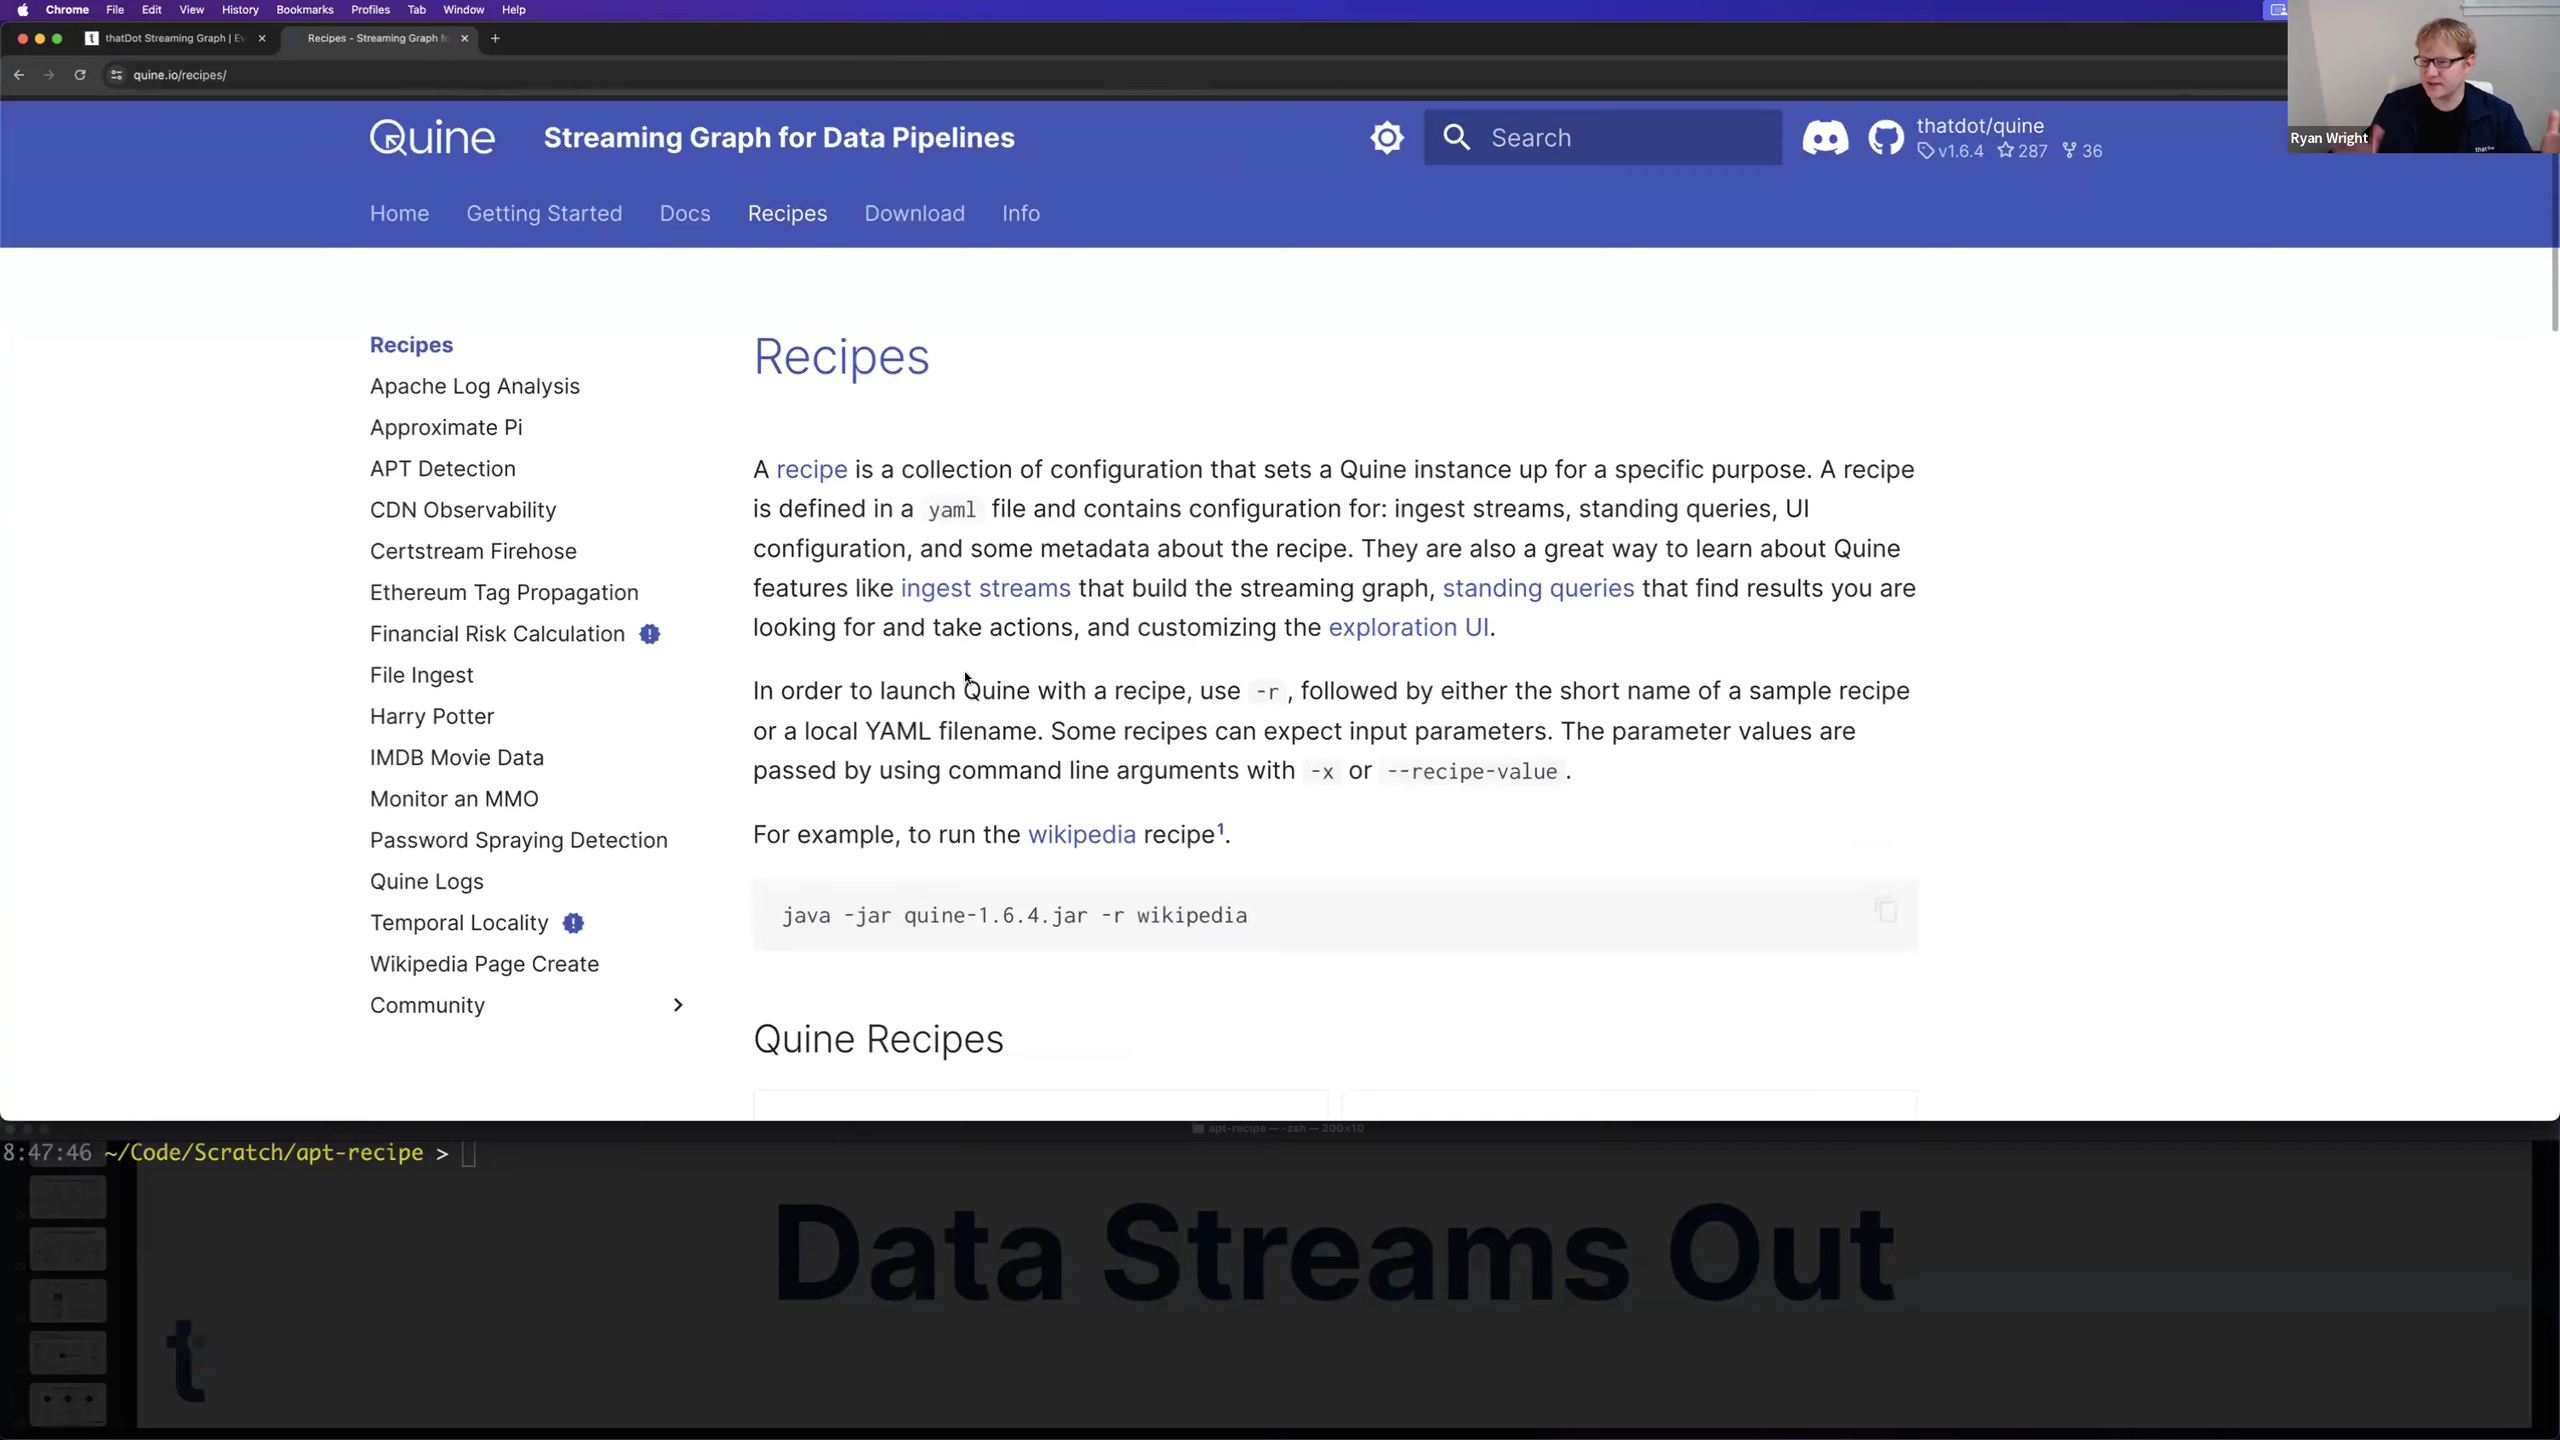 Chrome File Edit View History Bookmarks Profiles Tab Window Help
thatDot Streaming Graph | Ev
Recipes - Streaming Graph fo
quine.io/recipes/
Ryan Wright
Quine
Streaming Graph for Data Pipelines
Search
thatdot/quine
v1.6.4 287 36
Home Getting Started Docs Recipes Download Info
Recipes
Apache Log Analysis
Approximate Pi
APT Detection
CDN Observability
Certstream Firehose
Ethereum Tag Propagation
Financial Risk Calculation
File Ingest
Harry Potter
IMDB Movie Data
Monitor an MMO
Password Spraying Detection
Quine Logs
Temporal Locality
Wikipedia Page Create
Community
Recipes
A recipe is a collection of configuration that sets a Quine instance up for a specific purpose. A recipe
is defined in a yaml file and contains configuration for: ingest streams, standing queries, UI
configuration, and some metadata about the recipe. They are also a great way to learn about Quine
features like ingest streams that build the streaming graph, standing queries that find results you are
looking for and take actions, and customizing the exploration UI.
In order to launch Quine with a recipe, use -r, followed by either the short name of a sample recipe
or a local YAML filename. Some recipes can expect input parameters. The parameter values are
passed by using command line arguments with -x or --recipe-value.
For example, to run the wikipedia recipe¹.
java -jar quine-1.6.4.jar -r wikipedia
Quine Recipes
apt-recipe — -zsh — 200×10
8:47:46 ~/Code/Scratch/apt-recipe >
Data Streams Out
t